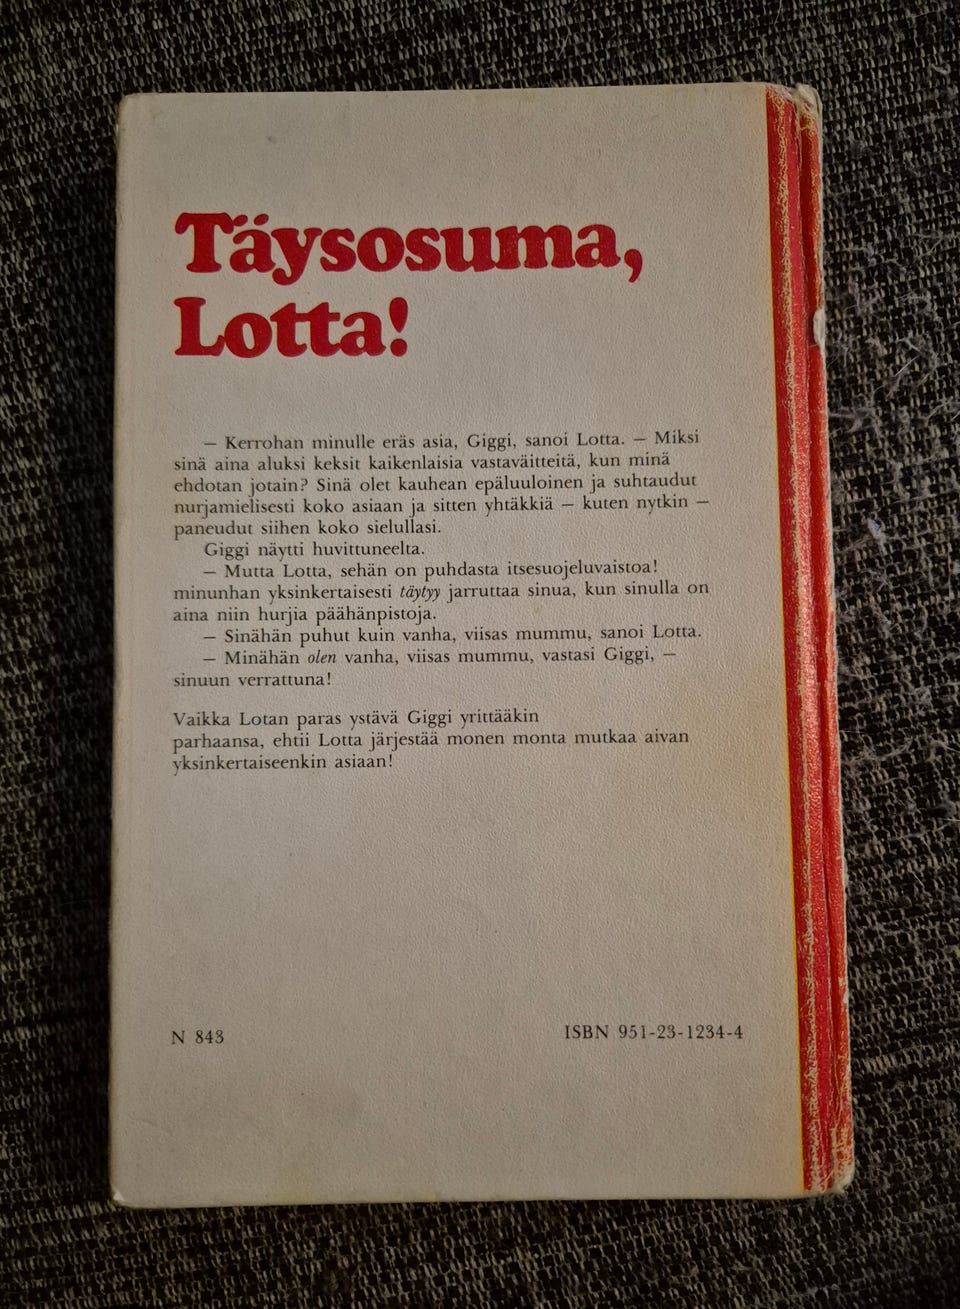 Täysosuma,
Lotta!
— Kerrohan minulle eräs asia, Giggi, sanoi Lotta. — Miksi
sinä aina aluksi keksit kaikenlaisia vastaväitteitä, kun minä
ehdotan jotain? Sinä olet kauhean epäluuloinen ja suhtaudut
nurjamielisesti koko asiaan ja sitten yhtäkkiä — kuten nytkin —
paneudut siihen koko sielullasi.
Giggi näytti huvittuneelta.
— Mutta Lotta, sehän on puhdasta itsesuojeluvaistoa!
minunhan yksinkertaisesti täytyy jarruttaa sinua, kun sinulla on
aina niin hurjia päähänpistoja.
— Sinähän puhut kuin vanha, viisas mummu, sanoi Lotta.
— Minähän olen vanha, viisas mummu, vastasi Giggi, —
sinuun verrattuna!
Vaikka Lotan paras ystävä Giggi yrittääkin
parhaansa, ehtii Lotta järjestää monen monta mutkaa aivan
yksinkertaiseenkin asiaan!
N 843
ISBN 951-23-1234-4